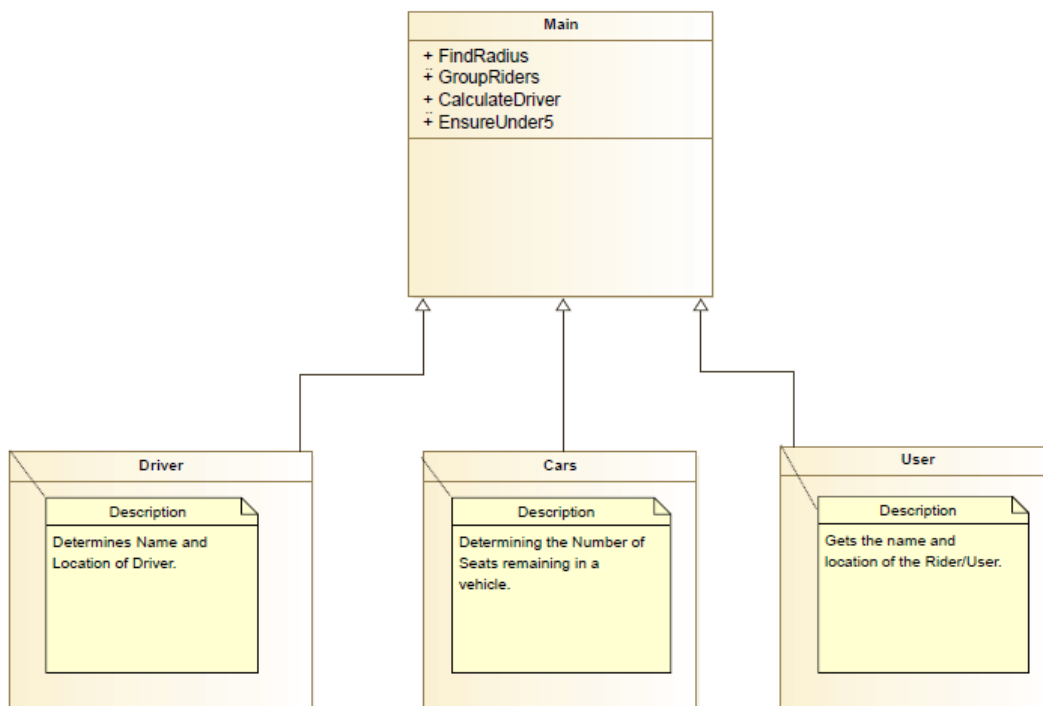 Main
+ FindRadius
+ GroupRiders
+ CalculateDriver
+ EnsureUnder5
Driver
Description
Determines Name and
Location of Driver.
Cars
Description
Determining the Number of
Seats remaining in a
vehicle.
User
Description
Gets the name and
location of the Rider/User.